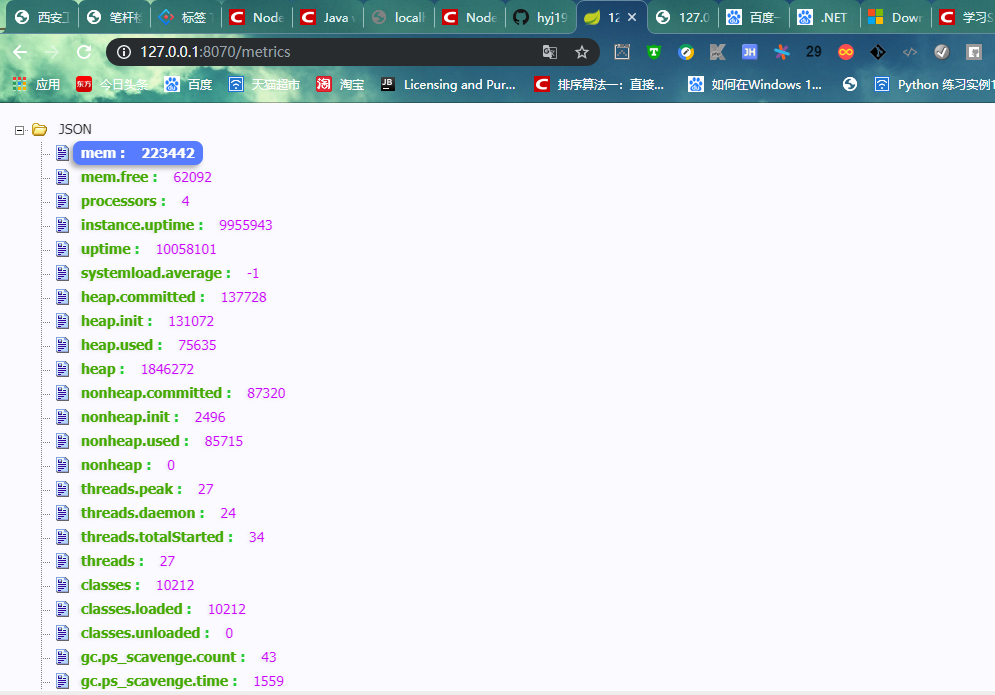 西安工 笔杆 标签 Node Java locall Node hyj19 12 127.0 百度一 .NET Dow 学习S
127.0.0.1:8070/metrics 29
应用 今日头条 百度 天猫超市 淘宝 Licensing and Pur... 排序算法一：直接... 如何在Windows 1... Python 练习实例1
JSON
mem : 223442
mem.free : 62092
processors : 4
instance.uptime : 9955943
uptime : 10058101
systemload.average : -1
heap.committed : 137728
heap.init : 131072
heap.used : 75635
heap : 1846272
nonheap.committed : 87320
nonheap.init : 2496
nonheap.used : 85715
nonheap : 0
threads.peak : 27
threads.daemon : 24
threads.totalStarted : 34
threads : 27
classes : 10212
classes.loaded : 10212
classes.unloaded : 0
gc.ps_scavenge.count : 43
gc.ps_scavenge.time : 1559